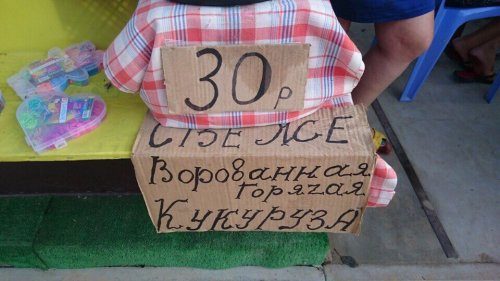 30р
СВЕЖЕ
Ворованная
горячая
КУКУРУЗА